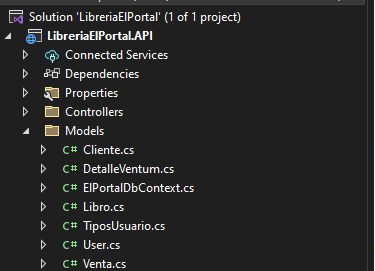 Solution 'LibreriaElPortal' (1 of 1 project)
LibreriaElPortal.API
Connected Services
Dependencies
Properties
Controllers
Models
C# Cliente.cs
C# DetalleVentum.cs
C# ElPortalDbContext.cs
C# Libro.cs
C# TiposUsuario.cs
C# User.cs
C# Venta.cs